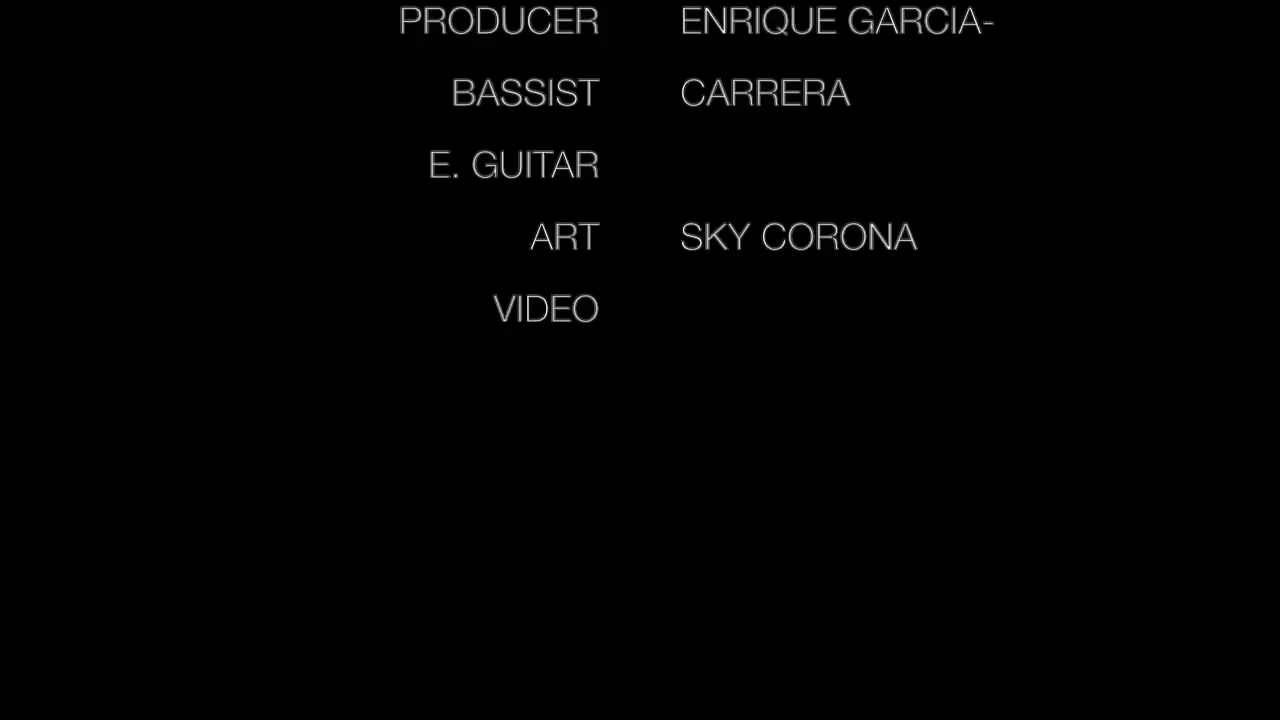 PRODUCER ENRIQUE GARCIA-
BASSIST CARRERA
E. GUITAR
ART SKY CORONA
VIDEO